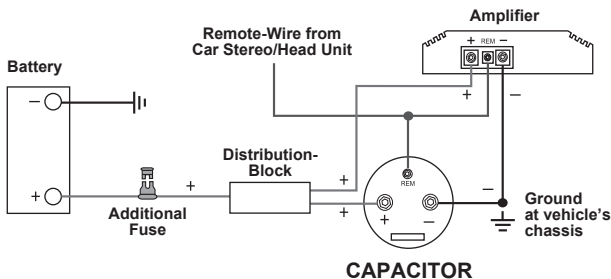 Amplifier
+ REM −
Remote-Wire from
Car Stereo/Head Unit
+
−
Battery
−
+
Additional
Fuse
+
Distribution-
Block
+
+
REM
+
−
−
Ground
at vehicle's
chassis
CAPACITOR